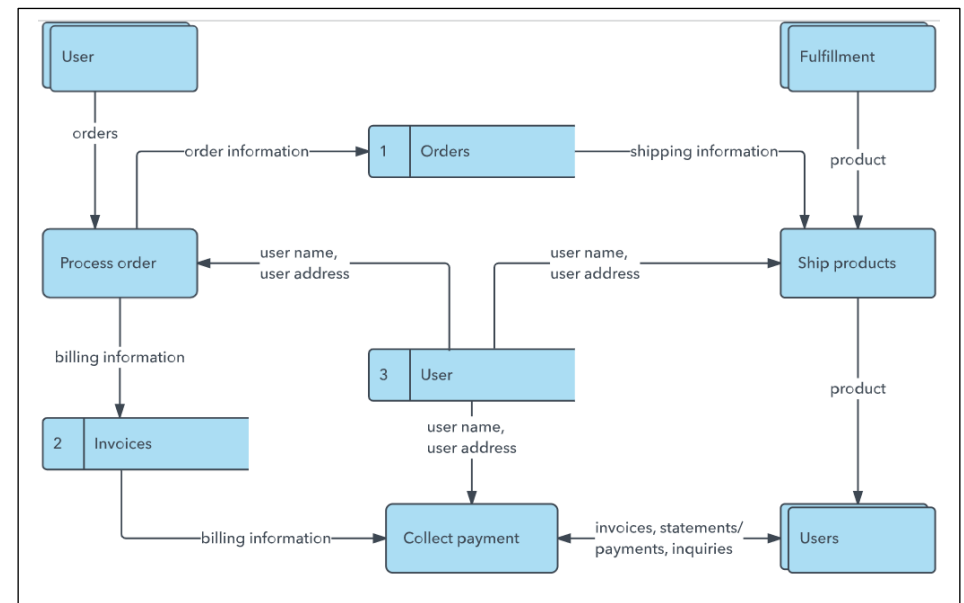 User
Fulfillment
orders
order information
1 Orders
shipping information
product
Process order
user name,
user address
user name,
user address
Ship products
billing information
3 User
product
2 Invoices
user name,
user address
billing information
Collect payment
invoices, statements/
payments, inquiries
Users